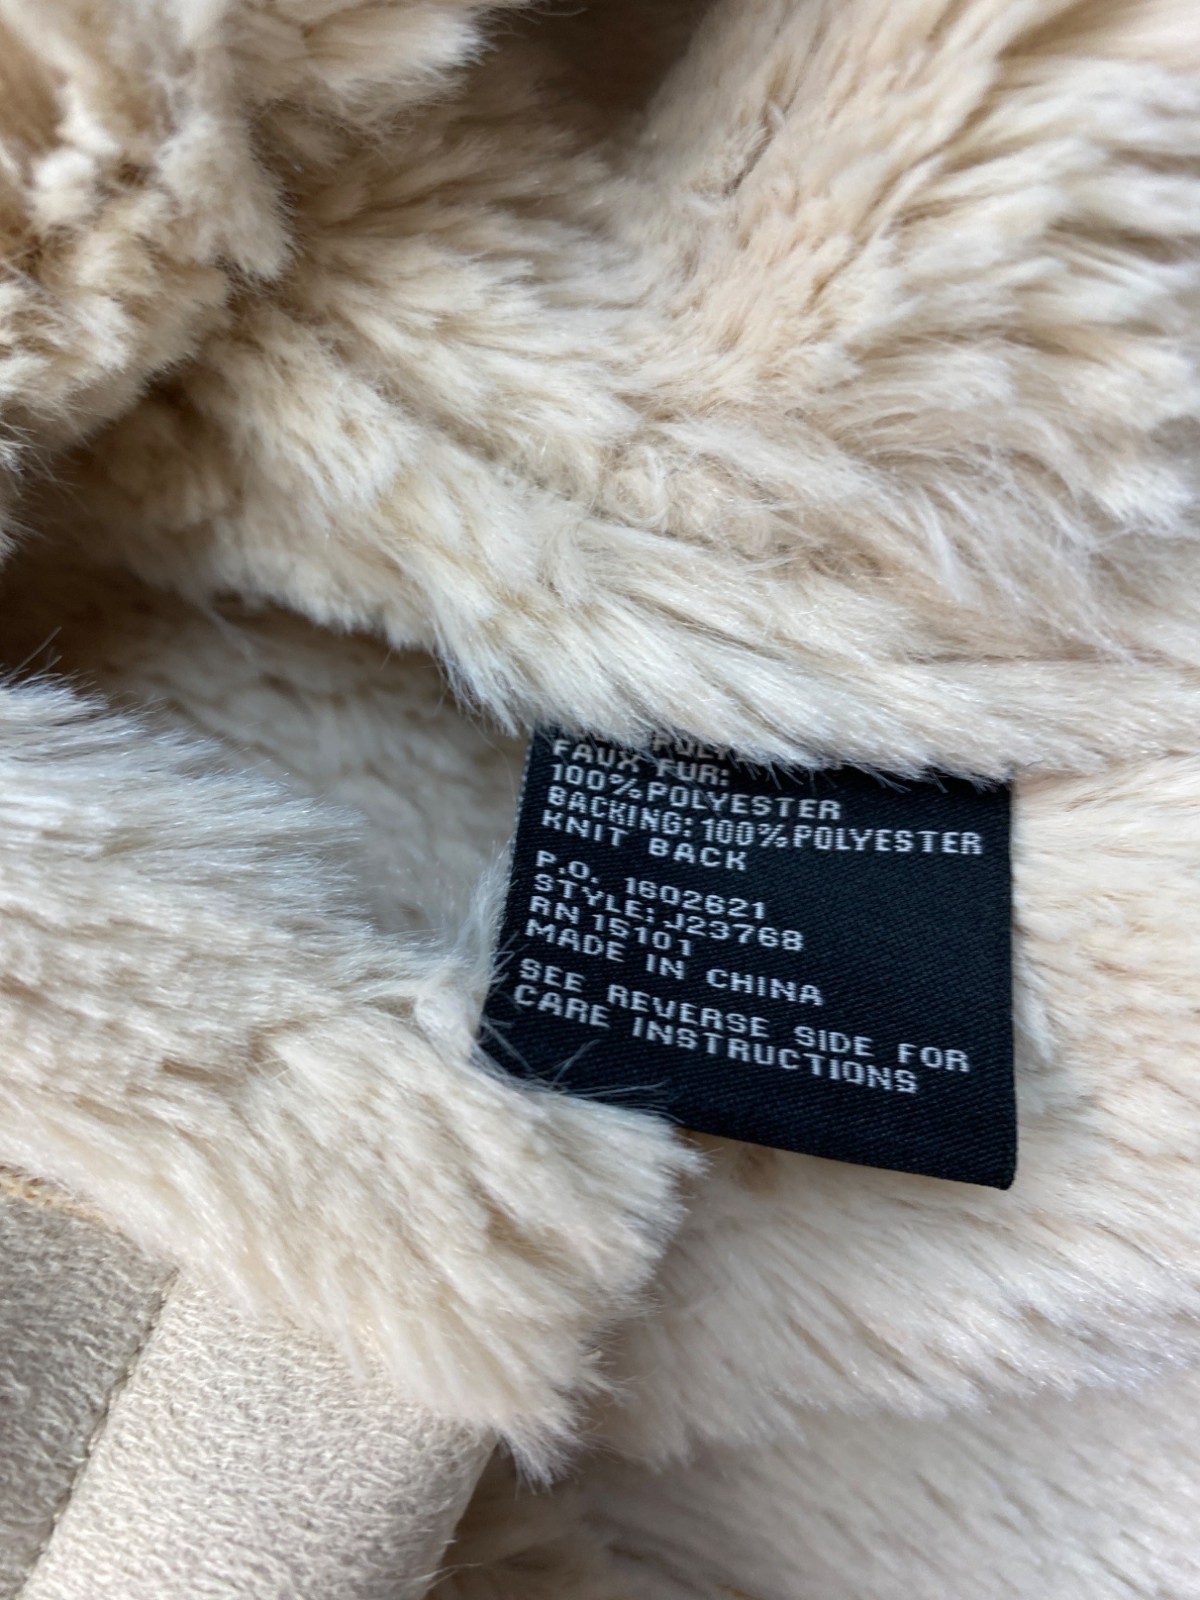 FAUX FUR:
100% POLYESTER
BACKING: 100% POLYESTER
KNIT BACK
P.O. 1602621
STYLE: J23768
RN 15101
MADE IN CHINA
SEE REVERSE SIDE FOR
CARE INSTRUCTIONS